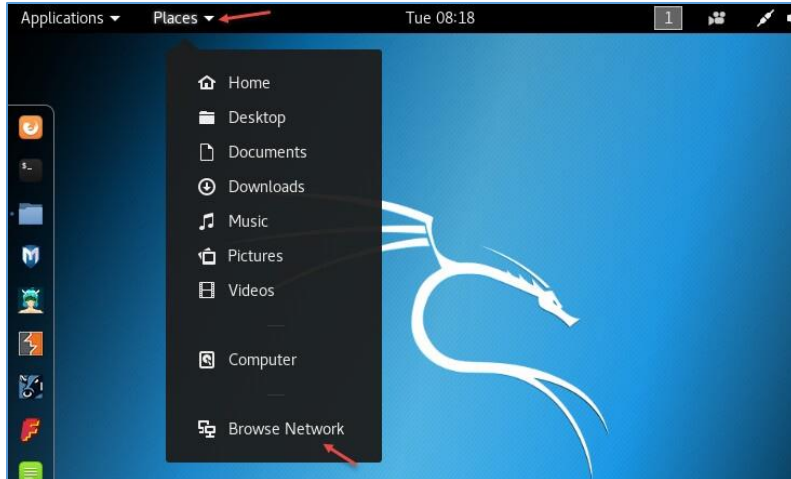 Applications Places Tue 08:18 1
Home
Desktop
Documents
Downloads
Music
Pictures
Videos
Computer
Browse Network
$_